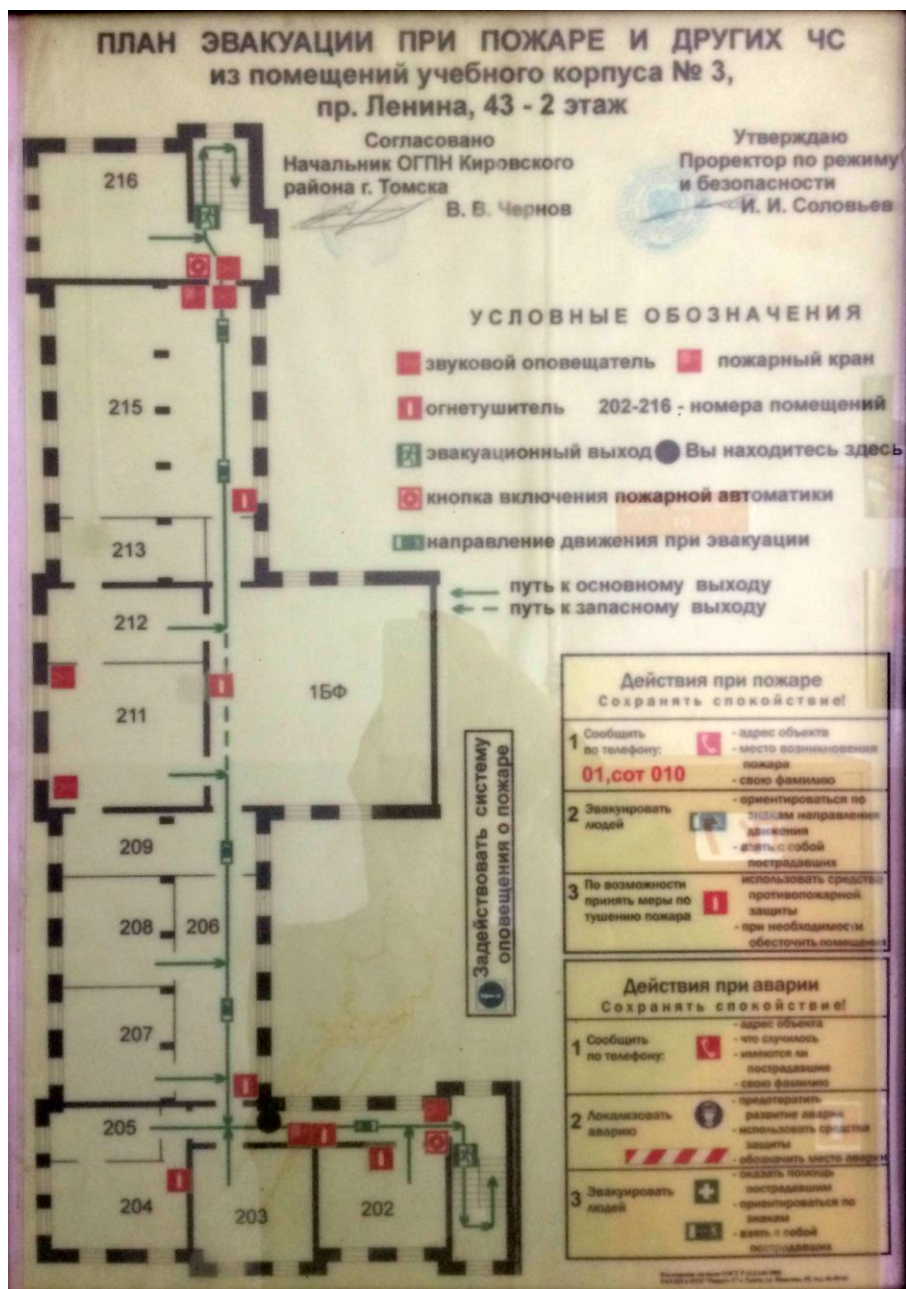 ПЛАН ЭВАКУАЦИИ ПРИ ПОЖАРЕ И ДРУГИХ ЧС
из помещений учебного корпуса № 3,
пр. Ленина, 43 - 2 этаж
Согласовано
Начальник ОГПН Кировского
района г. Томска
В. В. Чернов
Утверждаю
Проректор по режиму
и безопасности
И. И. Соловьев
УСЛОВНЫЕ ОБОЗНАЧЕНИЯ
звуковой оповещатель
пожарный кран
огнетушитель
202-216 - номера помещений
эвакуационный выход
Вы находитесь здесь
кнопка включения пожарной автоматики
направление движения при эвакуации
путь к основному выходу
путь к запасному выходу
216
215
213
212
211
1БФ
209
208
206
207
205
204
203
202
Задействовать систему
оповещения о пожаре
Действия при пожаре
Сохранять спокойствие!
1 Сообщить
по телефону:
01,сот 010
- адрес объекта
- место возникновения
пожара
- свою фамилию
2 Эвакуировать
людей
- ориентироваться по
знакам направления
движения
- взять с собой
пострадавших
3 По возможности
принять меры по
тушению пожара
использовать средства
противопожарной
защиты
- при необходимости
обесточить помещения
Действия при аварии
Сохранять спокойствие!
1 Сообщить
по телефону:
- адрес объекта
- что случилось
- имеются ли
пострадавшие
- свою фамилию
2 Локализовать
аварию
- предотвратить
развитие аварии
- использовать средства
защиты
- обозначить место аварии
3 Эвакуировать
людей
- оказать помощь
пострадавшим
- ориентироваться по
знакам
- взять с собой
пострадавших